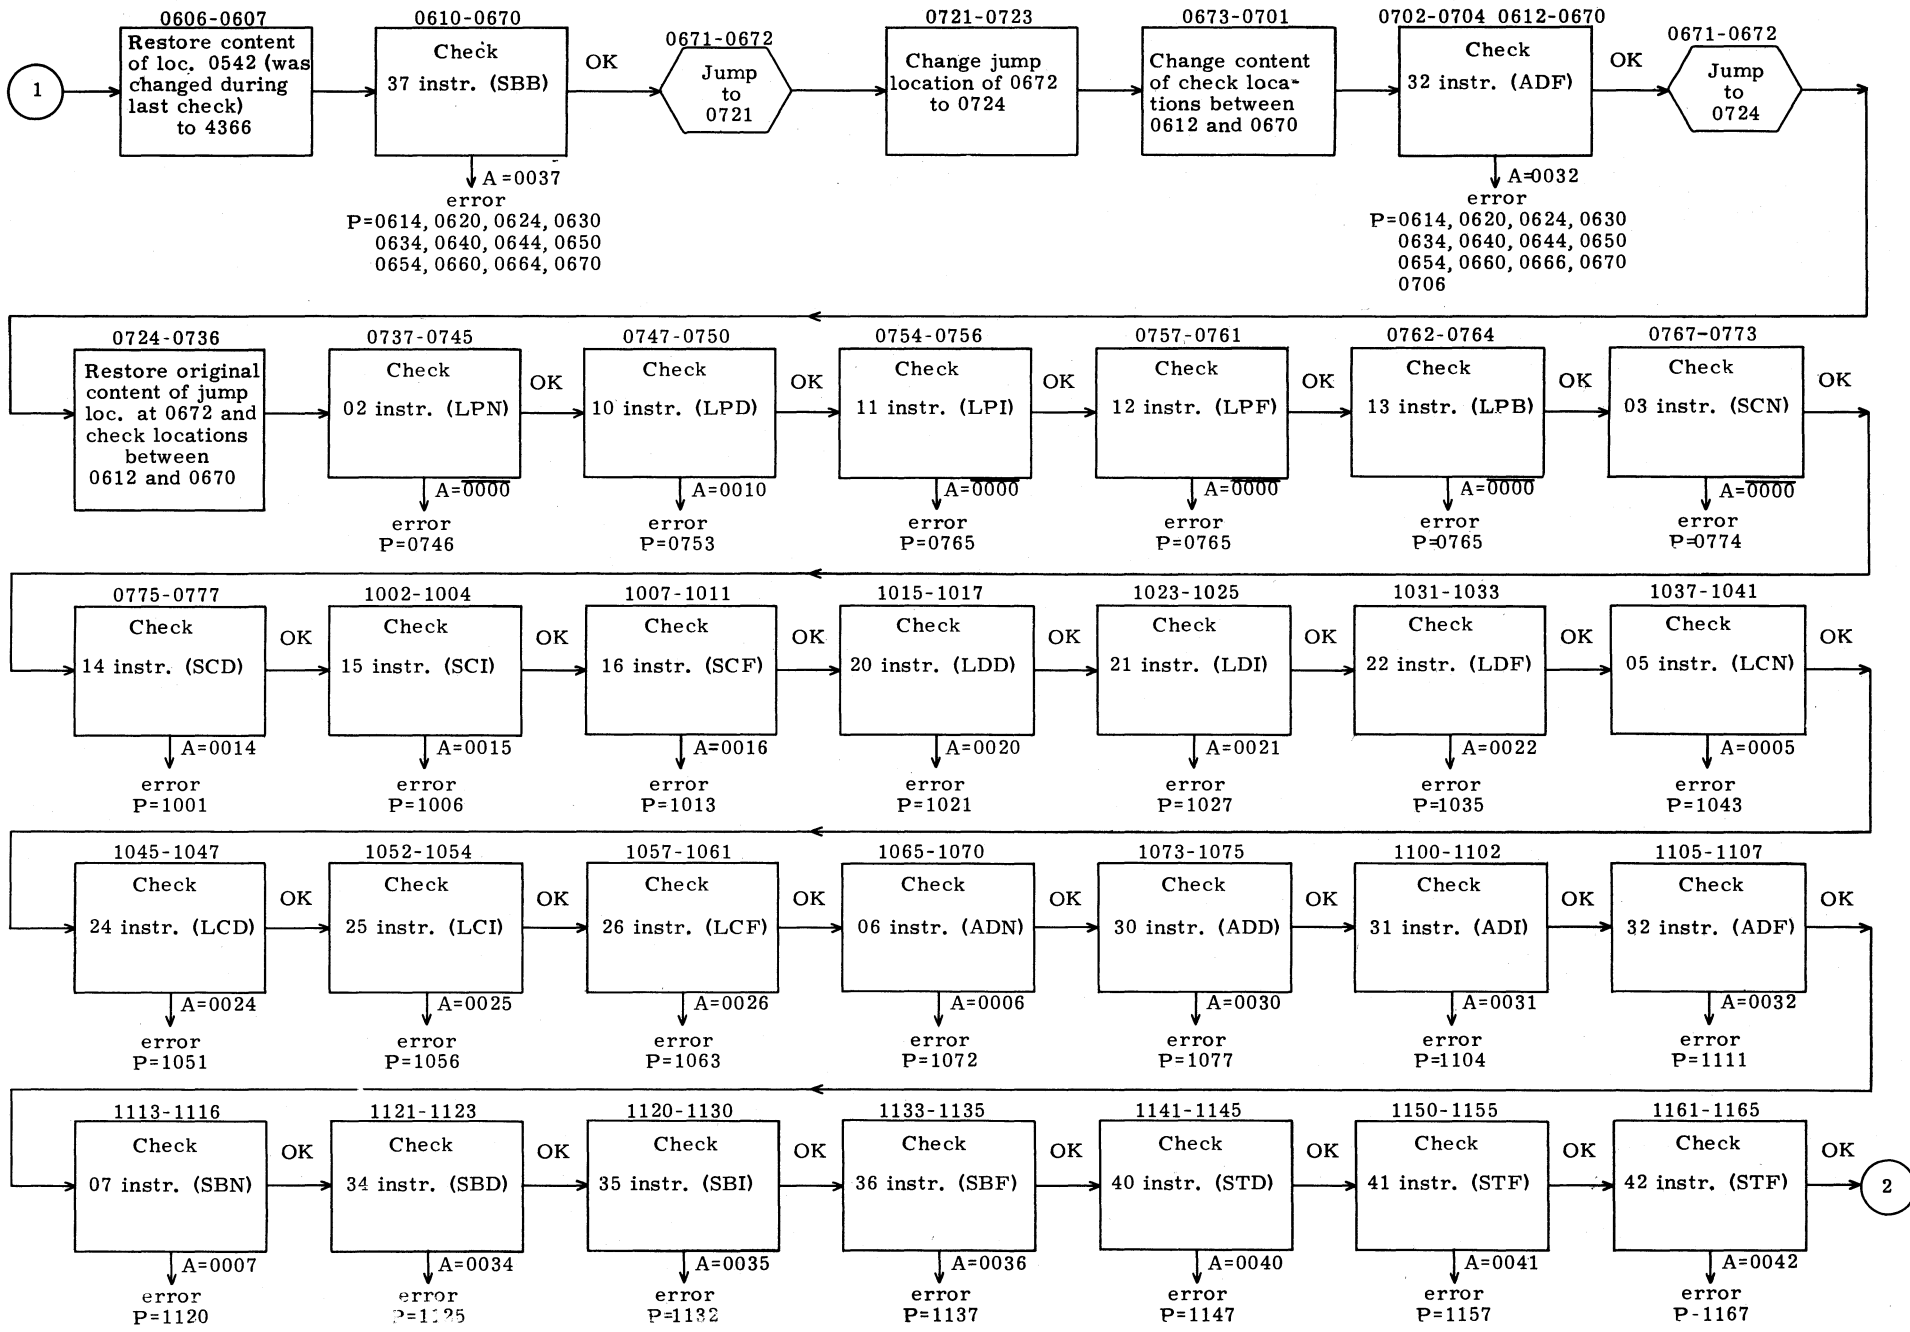 1
0606-0607
Restore content
of loc. 0542 (was
changed during
last check)
to 4366
0610-0670
Check
37 instr. (SBB)
OK
A=0037
error
P=0614, 0620, 0624, 0630
0634, 0640, 0644, 0650
0654, 0660, 0664, 0670
0671-0672
Jump
to
0721
0721-0723
Change jump
location of 0672
to 0724
0673-0701
Change content
of check loca-
tions between
0612 and 0670
0702-0704 0612-0670
Check
32 instr. (ADF)
OK
A=0032
error
P=0614, 0620, 0624, 0630
0634, 0640, 0644, 0650
0654, 0660, 0666, 0670
0706
0671-0672
Jump
to
0724
0724-0736
Restore original
content of jump
loc. at 0672 and
check locations
between
0612 and 0670
0737-0745
Check
02 instr. (LPN)
OK
A=0000
error
P=0746
0747-0750
Check
10 instr. (LPD)
OK
A=0010
error
P=0753
0754-0756
Check
11 instr. (LPI)
OK
A=0000
error
P=0765
0757-0761
Check
12 instr. (LPF)
OK
A=0000
error
P=0765
0762-0764
Check
13 instr. (LPB)
OK
A=0000
error
P=0765
0767-0773
Check
03 instr. (SCN)
OK
A=0000
error
P=0774
0775-0777
Check
14 instr. (SCD)
OK
A=0014
error
P=1001
1002-1004
Check
15 instr. (SCI)
OK
A=0015
error
P=1006
1007-1011
Check
16 instr. (SCF)
OK
A=0016
error
P=1013
1015-1017
Check
20 instr. (LDD)
OK
A=0020
error
P=1021
1023-1025
Check
21 instr. (LDI)
OK
A=0021
error
P=1027
1031-1033
Check
22 instr. (LDF)
OK
A=0022
error
P=1035
1037-1041
Check
05 instr. (LCN)
OK
A=0005
error
P=1043
1045-1047
Check
24 instr. (LCD)
OK
A=0024
error
P=1051
1052-1054
Check
25 instr. (LCI)
OK
A=0025
error
P=1056
1057-1061
Check
26 instr. (LCF)
OK
A=0026
error
P=1063
1065-1070
Check
06 instr. (ADN)
OK
A=0006
error
P=1072
1073-1075
Check
30 instr. (ADD)
OK
A=0030
error
P=1077
1100-1102
Check
31 instr. (ADI)
OK
A=0031
error
P=1104
1105-1107
Check
32 instr. (ADF)
OK
A=0032
error
P=1111
1113-1116
Check
07 instr. (SBN)
OK
A=0007
error
P=1120
1121-1123
Check
34 instr. (SBD)
OK
A=0034
error
P=1125
1120-1130
Check
35 instr. (SBI)
OK
A=0035
error
P=1132
1133-1135
Check
36 instr. (SBF)
OK
A=0036
error
P=1137
1141-1145
Check
40 instr. (STD)
OK
A=0040
error
P=1147
1150-1155
Check
41 instr. (STF)
OK
A=0041
error
P=1157
1161-1165
Check
42 instr. (STF)
OK
A=0042
error
P-1167
2